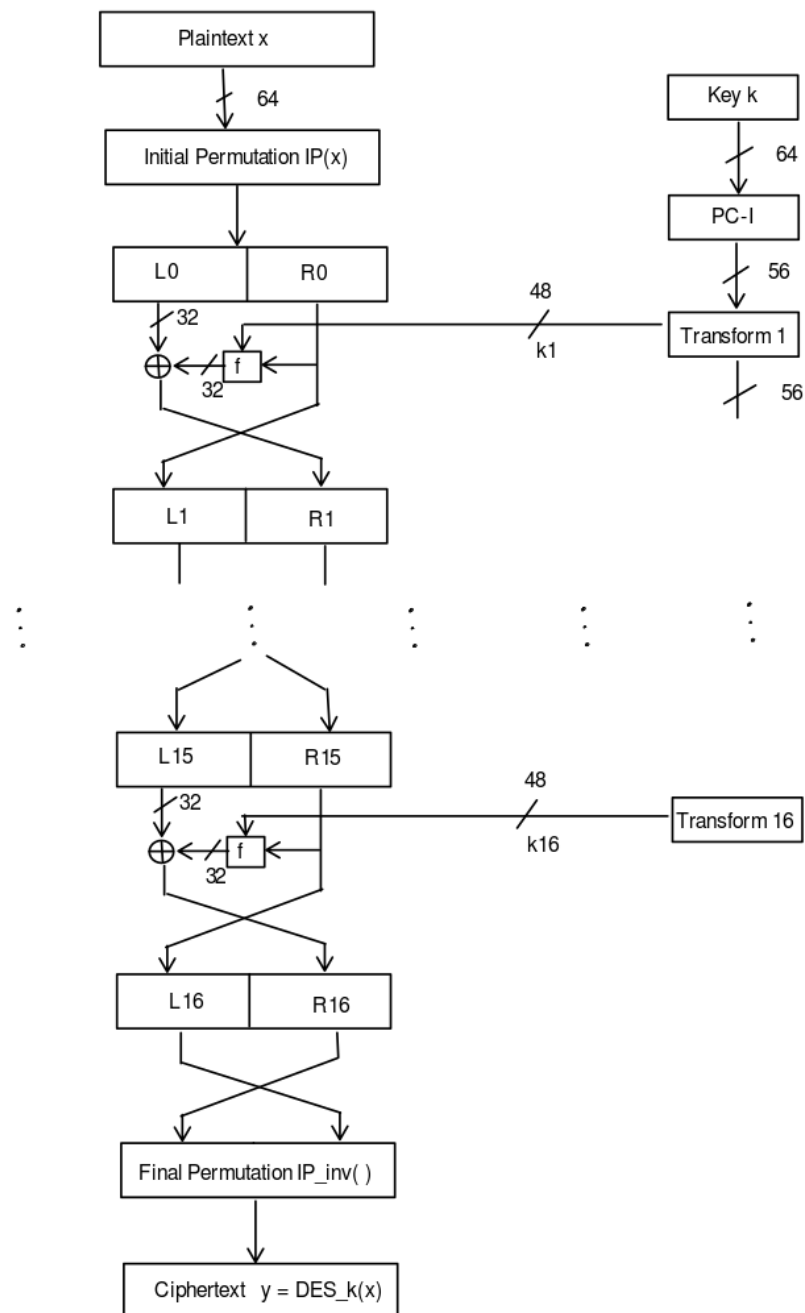 Plaintext x
64
Key k
Initial Permutation IP(x)
64
PC-I
L0 R0
56
48
32
Transform 1
f
k1
32
56
L1 R1
L15 R15
48
32
Transform 16
f
k16
32
L16 R16
Final Permutation IP_inv( )
Ciphertext y = DES_k(x)